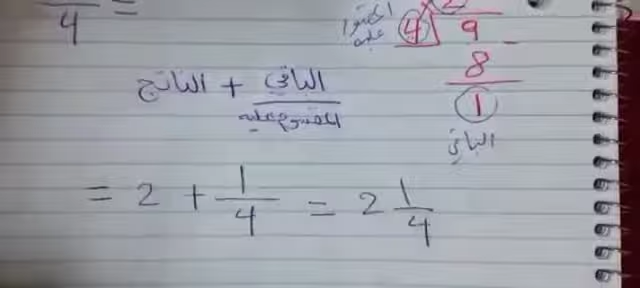 4 =
المقسوم عليه
4 9
8
1
الباقي
الناتج + الباقي / المقسوم عليه
= 2 + 1/4 = 2 1/4